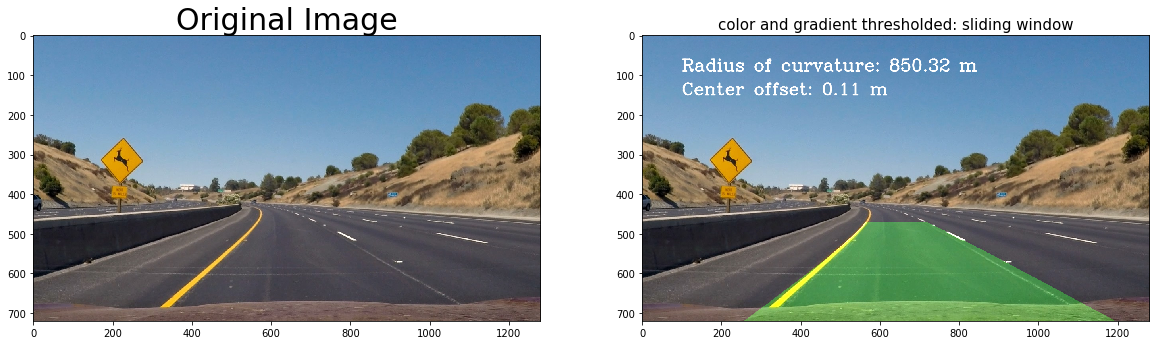 Original Image
color and gradient thresholded: sliding window
Radius of curvature: 850.32 m
Center offset: 0.11 m
0
100
200
300
400
500
600
700
0 200 400 600 800 1000 1200
0
100
200
300
400
500
600
700
0 200 400 600 800 1000 1200